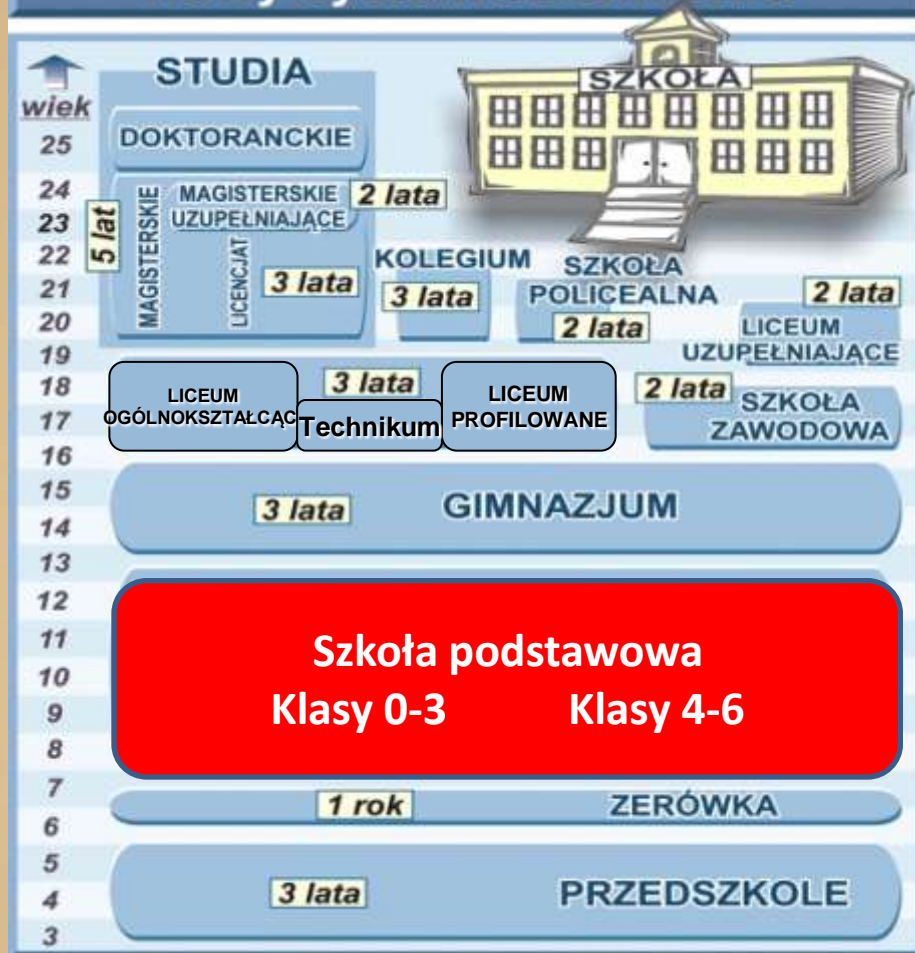 STUDIA
SZKOŁA
wiek
25
DOKTORANCKIE
24
MAGISTERSKIE
MAGISTERSKIE
UZUPEŁNIAJĄCE
2 lata
23
5 lat
22
LICENCJAT
3 lata
KOLEGIUM
3 lata
SZKOŁA
POLICEALNA
2 lata
21
20
2 lata
LICEUM
UZUPEŁNIAJĄCE
19
18
LICEUM
OGÓLNOKSZTAŁCĄC
3 lata
Technikum
LICEUM
PROFILOWANE
2 lata
SZKOŁA
ZAWODOWA
17
16
15
3 lata
GIMNAZJUM
14
13
12
11
Szkoła podstawowa
10
Klasy 0-3 Klasy 4-6
9
8
7
1 rok
ZERÓWKA
6
5
4
3 lata
PRZEDSZKOLE
3